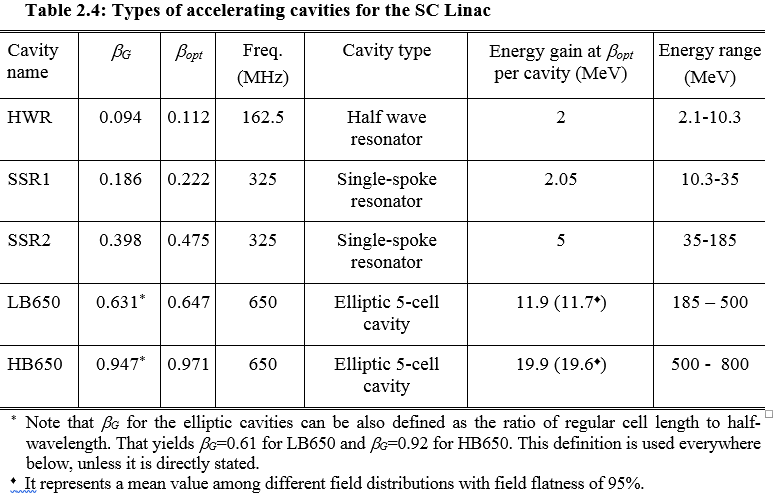 Table 2.4: Types of accelerating cavities for the SC Linac
Cavity name βG βopt Freq. (MHz) Cavity type Energy gain at βopt per cavity (MeV) Energy range (MeV)
HWR 0.094 0.112 162.5 Half wave resonator 2 2.1-10.3
SSR1 0.186 0.222 325 Single-spoke resonator 2.05 10.3-35
SSR2 0.398 0.475 325 Single-spoke resonator 5 35-185
LB650 0.631* 0.647 650 Elliptic 5-cell cavity 11.9 (11.7♦) 185 – 500
HB650 0.947* 0.971 650 Elliptic 5-cell cavity 19.9 (19.6♦) 500 - 800
* Note that βG for the elliptic cavities can be also defined as the ratio of regular cell length to half-
wavelength. That yields βG=0.61 for LB650 and βG=0.92 for HB650. This definition is used everywhere
below, unless it is directly stated.
♦ It represents a mean value among different field distributions with field flatness of 95%.